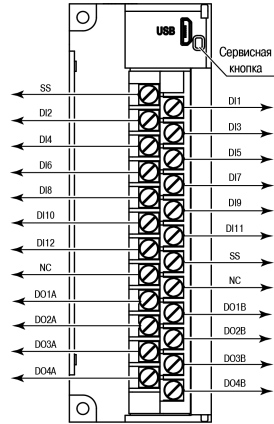 USB
Сервисная
кнопка
SS
DI1
DI2
DI3
DI4
DI5
DI6
DI7
DI8
DI9
DI10
DI11
DI12
SS
NC
NC
DO1A
DO1B
DO2A
DO2B
DO3A
DO3B
DO4A
DO4B